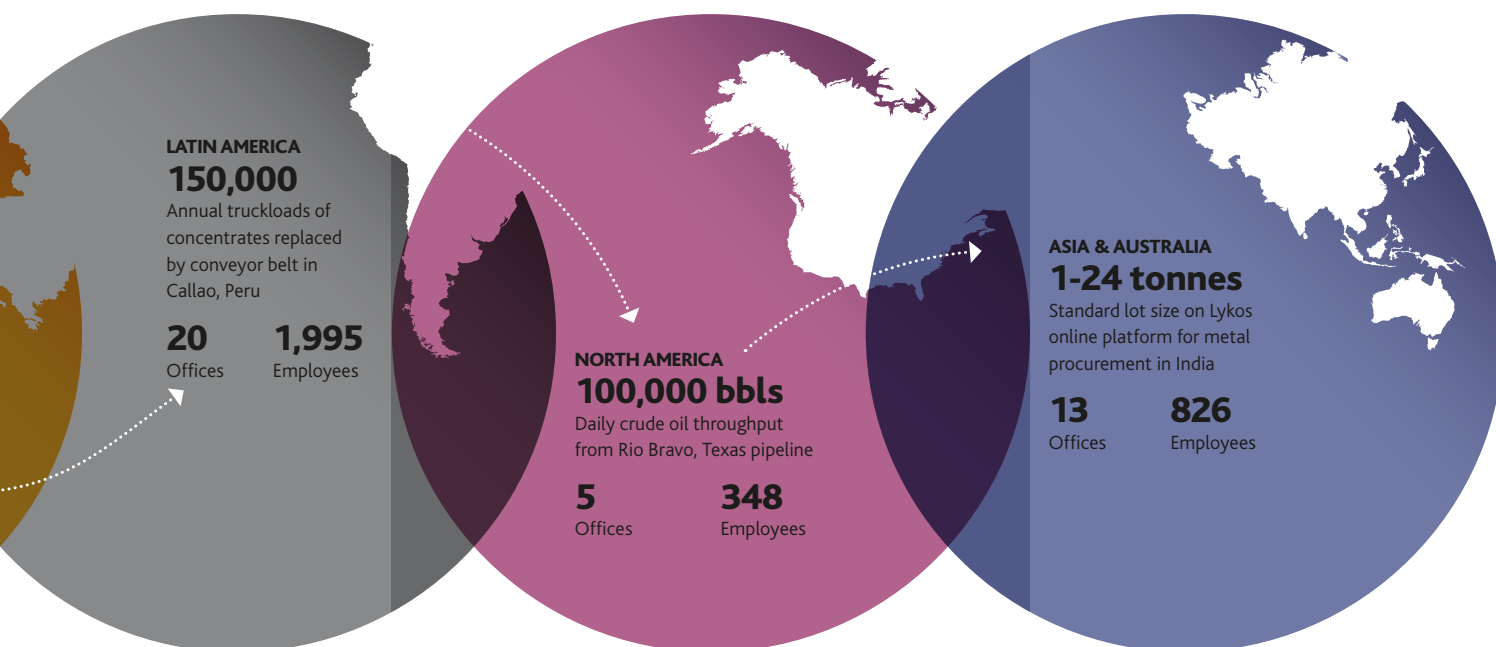 LATIN AMERICA
150,000
Annual truckloads of
concentrates replaced
by conveyor belt in
Callao, Peru
20 1,995
Offices Employees
NORTH AMERICA
100,000 bbls
Daily crude oil throughput
from Rio Bravo, Texas pipeline
5 348
Offices Employees
ASIA & AUSTRALIA
1-24 tonnes
Standard lot size on Lykos
online platform for metal
procurement in India
13 826
Offices Employees